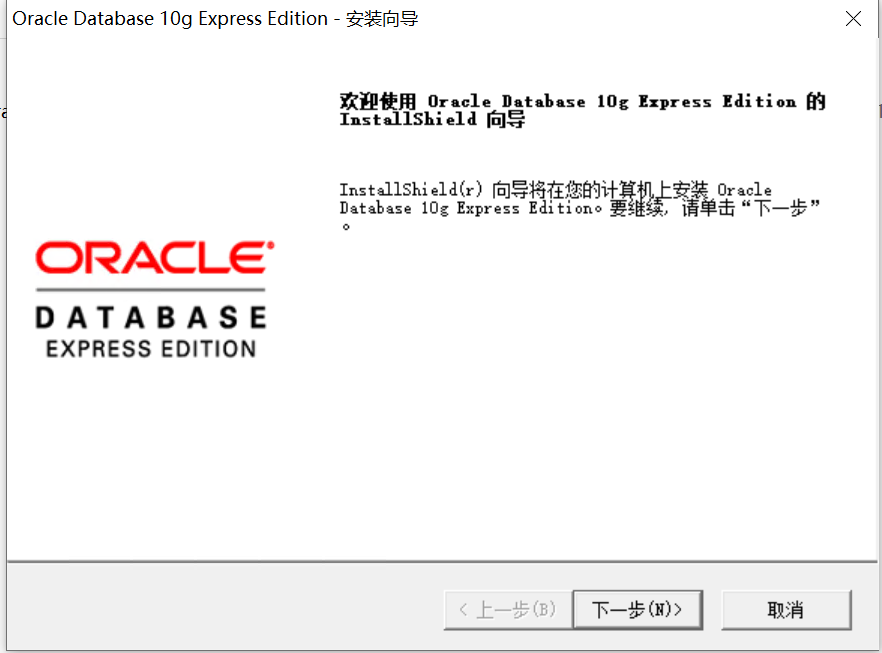 Oracle Database 10g Express Edition - 安装向导
欢迎使用 Oracle Database 10g Express Edition 的
InstallShield 向导
InstallShield(r) 向导将在您的计算机上安装 Oracle
Database 10g Express Edition。要继续, 请单击“下一步”
。
ORACLE
DATABASE
EXPRESS EDITION
< 上一步(B)
下一步(N)>
取消